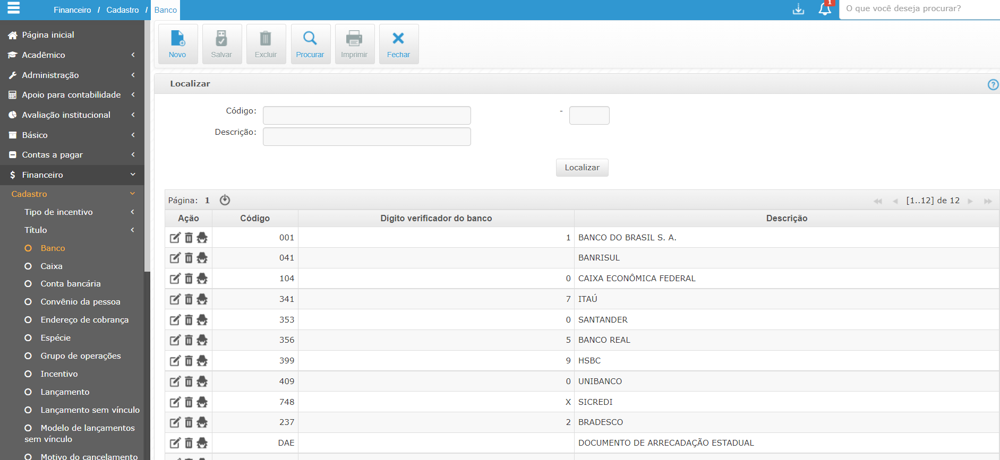 Financeiro / Cadastro / Banco
1
O que você deseja procurar?
Página inicial
Acadêmico
Administração
Apoio para contabilidade
Avaliação institucional
Básico
Contas a pagar
Financeiro
Cadastro
Tipo de incentivo
Título
Banco
Caixa
Conta bancária
Convênio da pessoa
Endereço de cobrança
Espécie
Grupo de operações
Incentivo
Lançamento
Lançamento sem vínculo
Modelo de lançamentos
sem vínculo
Motivo do cancelamento
Novo Salvar Excluir Procurar Imprimir Fechar
Localizar
Código: -
Descrição:
Localizar
Página: 1 [1..12] de 12
Ação Código Dígito verificador do banco Descrição
001 1 BANCO DO BRASIL S. A.
041 BANRISUL
104 0 CAIXA ECONÔMICA FEDERAL
341 7 ITAÚ
353 0 SANTANDER
356 5 BANCO REAL
399 9 HSBC
409 0 UNIBANCO
748 X SICREDI
237 2 BRADESCO
DAE DOCUMENTO DE ARRECADAÇÃO ESTADUAL